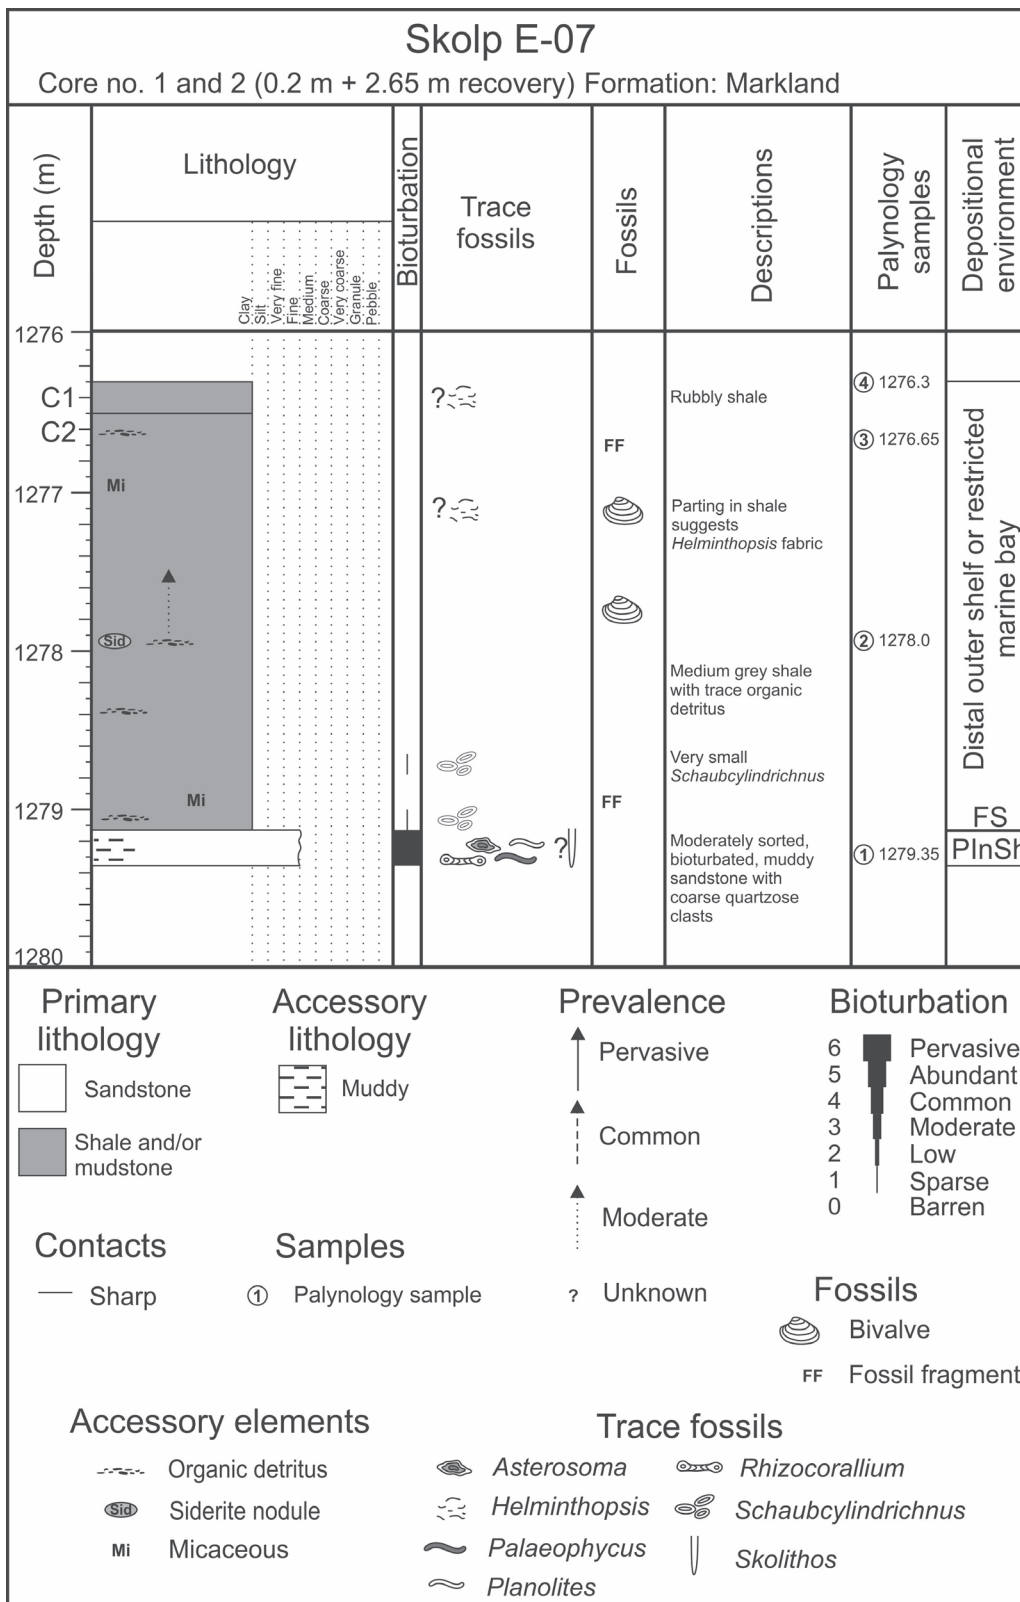 Skolp E-07
Core no. 1 and 2 (0.2 m + 2.65 m recovery) Formation: Markland
Depth (m)
Lithology
Clay
Silt
Very fine
Fine
Medium
Coarse
Very coarse
Granule
Pebble
Bioturbation
Trace
fossils
Fossils
Descriptions
Palynology
samples
Depositional
environment
1276
C1
C2
1277
1278
1279
1280
Mi
Sid
Mi
?
?
?
FF
FF
Rubbly shale
Parting in shale
suggests
Helminthopsis fabric
Medium grey shale
with trace organic
detritus
Very small
Schaubcylindrichnus
Moderately sorted,
bioturbated, muddy
sandstone with
coarse quartzose
clasts
4 1276.3
3 1276.65
2 1278.0
1 1279.35
Distal outer shelf or restricted
marine bay
FS
PInSh
Primary
lithology
Sandstone
Shale and/or
mudstone
Accessory
lithology
Muddy
Prevalence
Pervasive
Common
Moderate
? Unknown
Bioturbation
6 Pervasive
5 Abundant
4 Common
3 Moderate
2 Low
1 Sparse
0 Barren
Contacts
Sharp
Samples
1 Palynology sample
Fossils
Bivalve
FF Fossil fragment
Accessory elements
Organic detritus
Sid Siderite nodule
Mi Micaceous
Trace fossils
Asterosoma
Helminthopsis
Palaeophycus
Planolites
Rhizocorallium
Schaubcylindrichnus
Skolithos